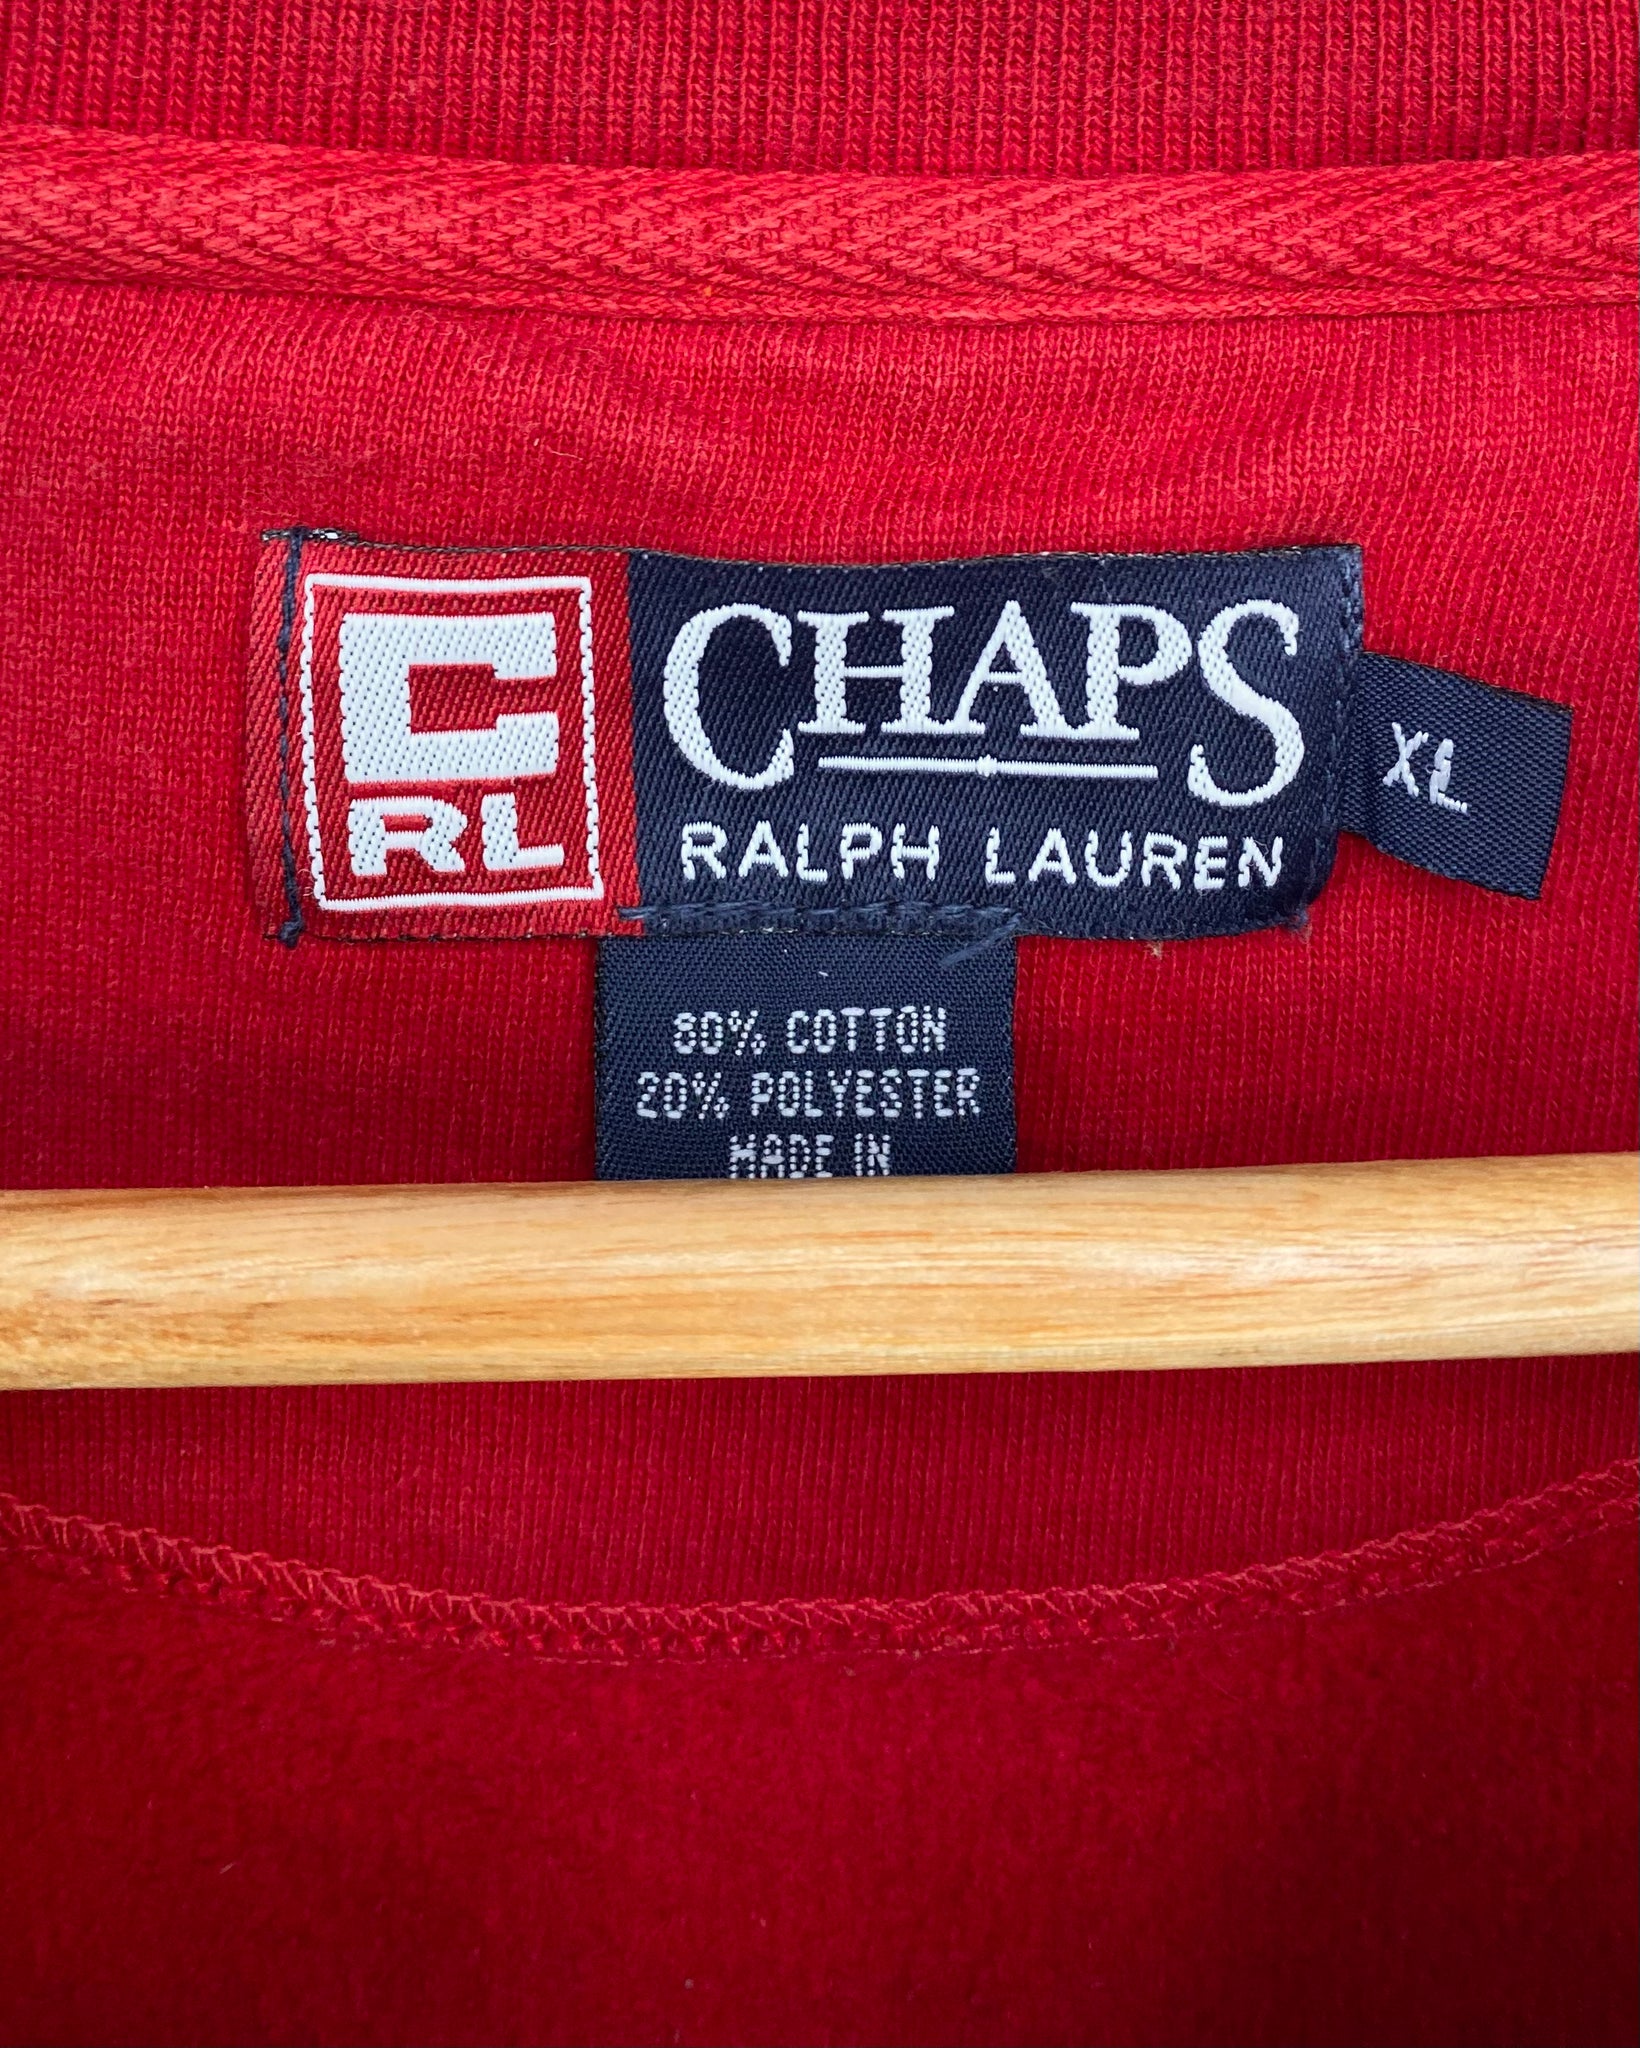 C
RL
CHAPS
RALPH LAUREN
XL
80% COTTON
20% POLYESTER
MADE IN